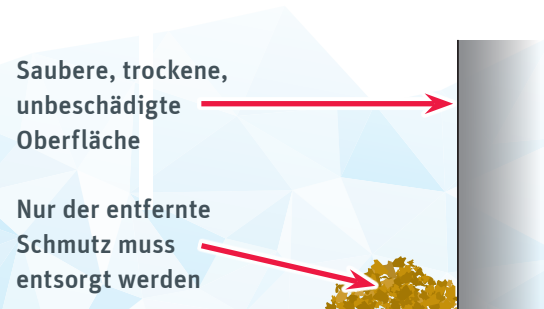 Saubere, trockene,
unbeschädigte
Oberfläche
Nur der entfernte
Schmutz muss
entsorgt werden